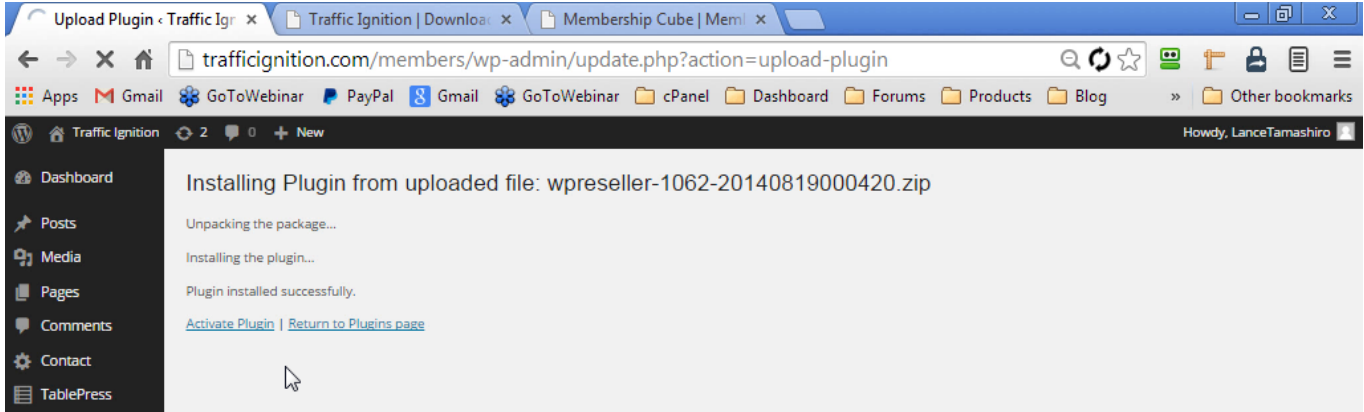 Upload Plugin ‹ Traffic Igr
Traffic Ignition | Downloac
Membership Cube | Meml
trafficignition.com/members/wp-admin/update.php?action=upload-plugin
Apps Gmail GoToWebinar PayPal Gmail GoToWebinar cPanel Dashboard Forums Products Blog » Other bookmarks
Traffic Ignition 2 0 + New Howdy, LanceTamashiro
Dashboard
Posts
Media
Pages
Comments
Contact
TablePress
Installing Plugin from uploaded file: wpreseller-1062-20140819000420.zip
Unpacking the package...
Installing the plugin...
Plugin installed successfully.
Activate Plugin | Return to Plugins page